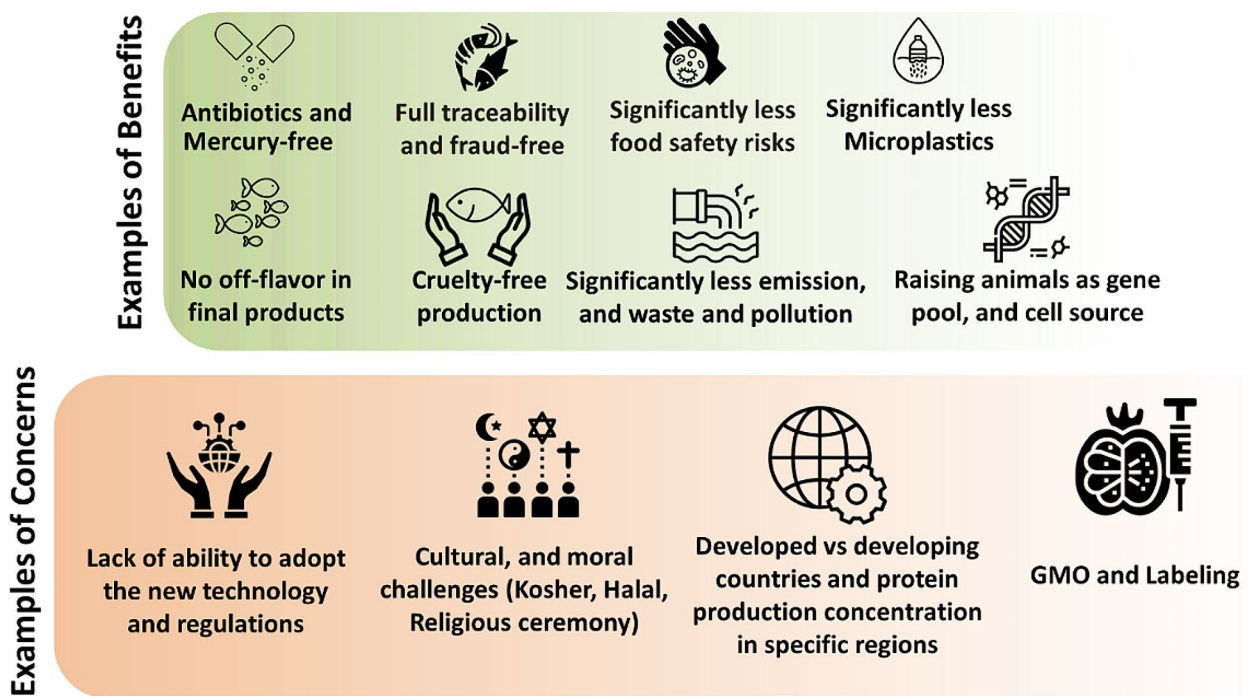 Examples of Benefits
Antibiotics and
Mercury-free
Full traceability
and fraud-free
Significantly less
food safety risks
Significantly less
Microplastics
No off-flavor in
final products
Cruelty-free
production
Significantly less emission,
and waste and pollution
Raising animals as gene
pool, and cell source
Examples of Concerns
Lack of ability to adopt
the new technology
and regulations
Cultural, and moral
challenges (Kosher, Halal,
Religious ceremony)
Developed vs developing
countries and protein
production concentration
in specific regions
GMO and Labeling